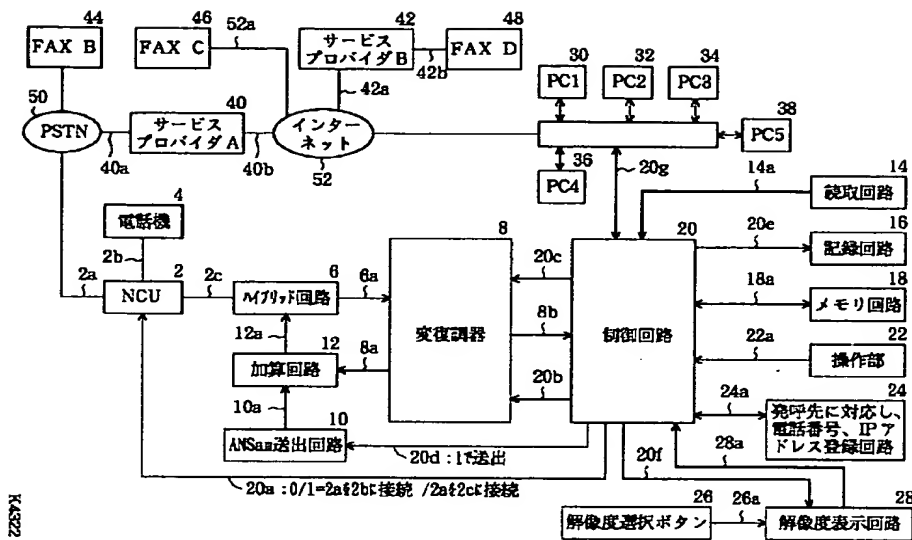 44
46
52a
42
48
FAX B
FAX C
サービス
プロバイダB
42b
FAX D
30
32
34
PC1
PC2
PC3
42a
50
40
PSTN
サービス
プロバイダA
インター
ネット
38
PC5
40a
40b
52
36
PC4
20g
14a
14
読取回路
4
電話機
8
20
20e
16
記録回路
2b
2a
2
2c
6
6a
20c
18a
18
NCU
ハイブリッド回路
メモリ回路
12a
変復調器
8b
制御回路
22
12
8a
22a
操作部
加算回路
20b
24
10a
24a
発呼先に対応し、
電話番号、IPア
ドレス登録回路
10
ANSam送出回路
28a
20d:1で送出
20f
20a:0/1=2aを2bに接続/2aを2cに接続
26
26a
28
解像度選択ボタン
解像度表示回路
K4322